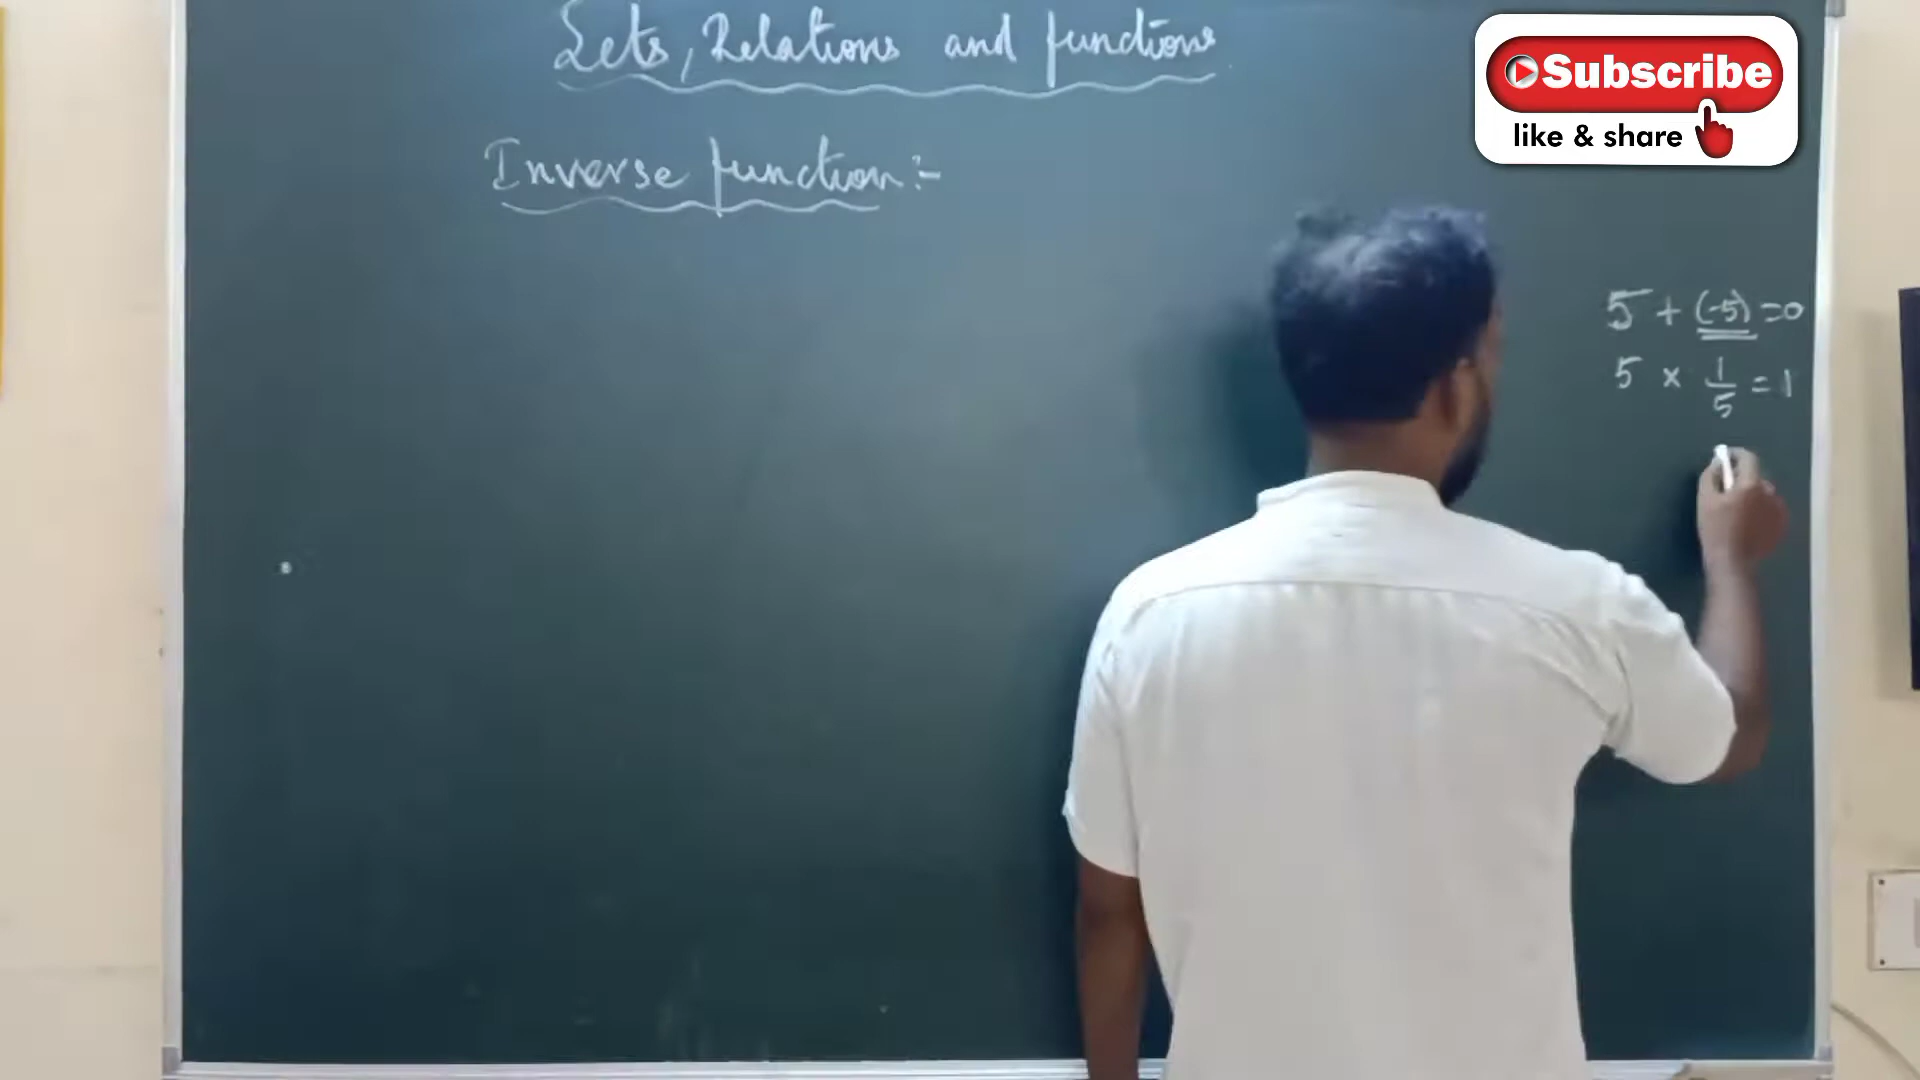 Sets, Relations and functions
Subscribe
like & share
Inverse function :-
5 + (-5) = 0
5 × 1/5 = 1